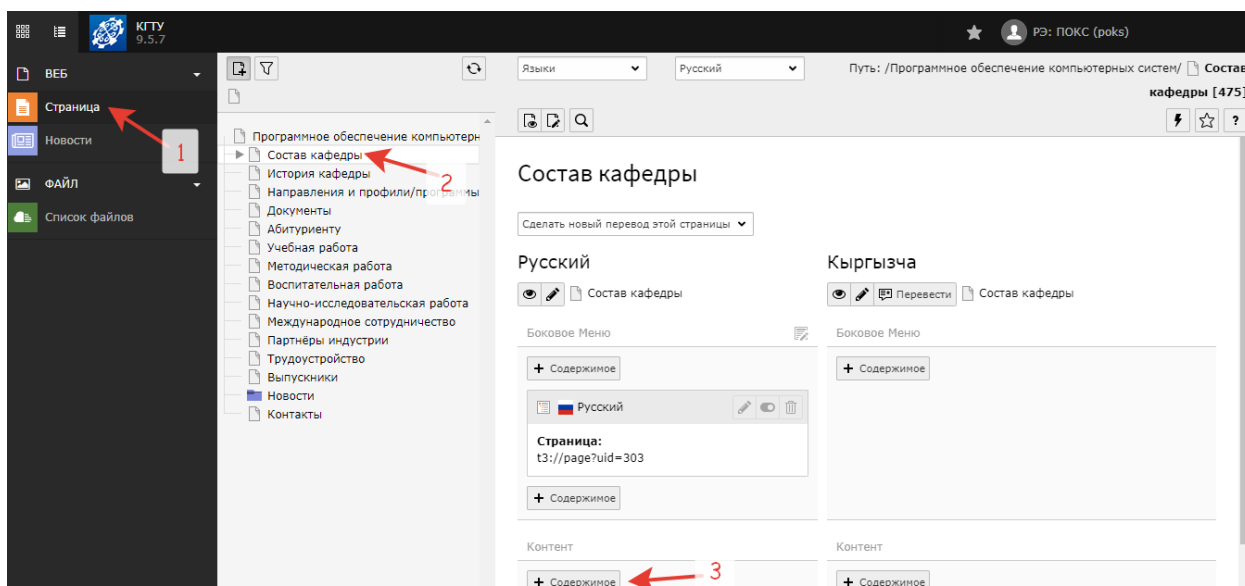 КГТУ
9.5.7
РЭ: ПОКС (poks)
ВЕБ
Страница
1
Новости
ФАЙЛ
Список файлов
Программное обеспечение компьютерн
Состав кафедры
2
История кафедры
Направления и профили/программы
Документы
Абитуриенту
Учебная работа
Методическая работа
Воспитательная работа
Научно-исследовательская работа
Международное сотрудничество
Партнёры индустрии
Трудоустройство
Выпускники
Новости
Контакты
Языки Русский
Путь: /Программное обеспечение компьютерных систем/ Состав
кафедры [475]
?
Состав кафедры
Сделать новый перевод этой страницы
Русский
Состав кафедры
Боковое Меню
+ Содержимое
Русский
Страница:
t3://page?uid=303
+ Содержимое
Контент
+ Содержимое
3
Кыргызча
Перевести Состав кафедры
Боковое Меню
+ Содержимое
Контент
+ Содержимое